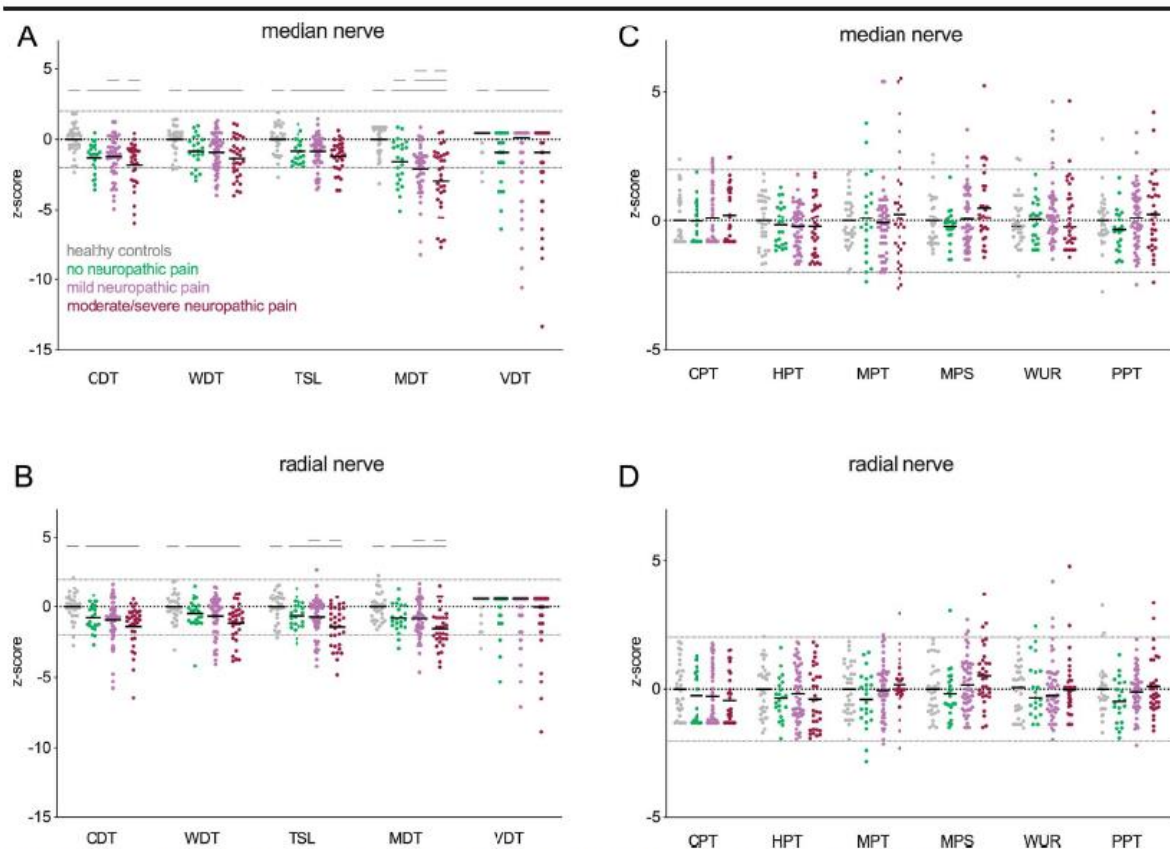 A
median nerve
5
0
-5
-10
-15
z-score
healthy controls
no neuropathic pain
mild neuropathic pain
moderate/severe neuropathic pain
CDT WDT TSL MDT VDT
B
radial nerve
5
0
-5
-10
-15
z-score
CDT WDT TSL MDT VDT
C
median nerve
5
0
-5
z-score
CPT HPT MPT MPS WUR PPT
D
radial nerve
5
0
-5
z-score
CPT HPT MPT MPS WUR PPT